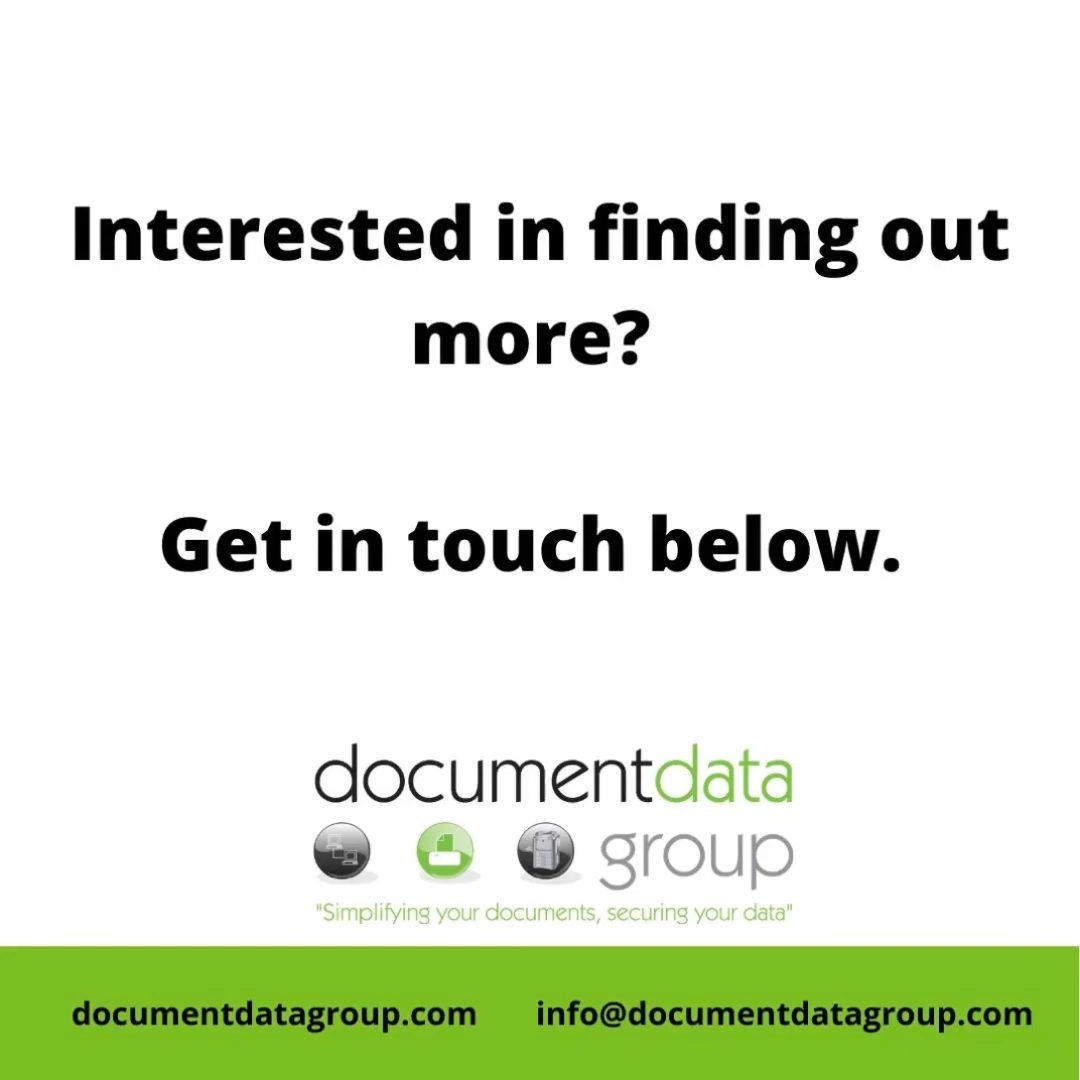 Interested in finding out
more?
Get in touch below.
documentdata
group
"Simplifying your documents, securing your data"
documentdatagroup.com info@documentdatagroup.com